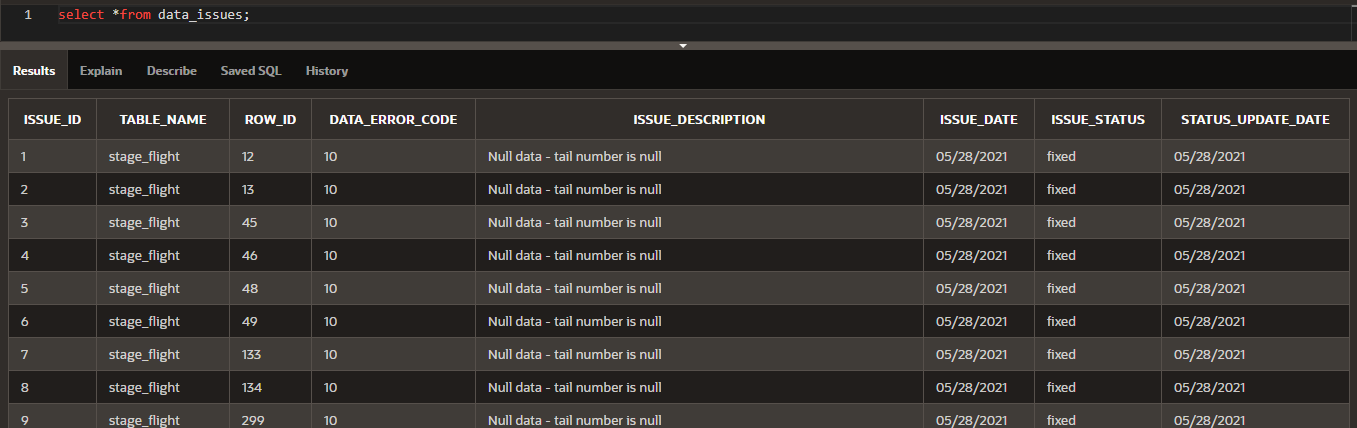 1 select *from data_issues;
Results Explain Describe Saved SQL History
ISSUE_ID TABLE_NAME ROW_ID DATA_ERROR_CODE ISSUE_DESCRIPTION ISSUE_DATE ISSUE_STATUS STATUS_UPDATE_DATE
1 stage_flight 12 10 Null data - tail number is null 05/28/2021 fixed 05/28/2021
2 stage_flight 13 10 Null data - tail number is null 05/28/2021 fixed 05/28/2021
3 stage_flight 45 10 Null data - tail number is null 05/28/2021 fixed 05/28/2021
4 stage_flight 46 10 Null data - tail number is null 05/28/2021 fixed 05/28/2021
5 stage_flight 48 10 Null data - tail number is null 05/28/2021 fixed 05/28/2021
6 stage_flight 49 10 Null data - tail number is null 05/28/2021 fixed 05/28/2021
7 stage_flight 133 10 Null data - tail number is null 05/28/2021 fixed 05/28/2021
8 stage_flight 134 10 Null data - tail number is null 05/28/2021 fixed 05/28/2021
9 stage_flight 299 10 Null data - tail number is null 05/28/2021 fixed 05/28/2021